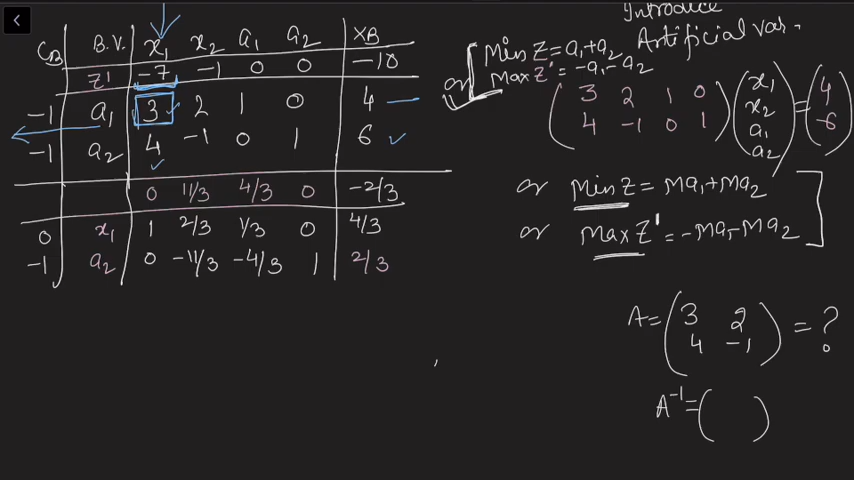 Introduce
Artificial var.
C_B B.V. x₁ x₂ a₁ a₂ XB
Z' -7 -1 0 0 -10
-1 a₁ 3 2 1 0 4
-1 a₂ 4 -1 0 1 6
0 11/3 4/3 0 -2/3
0 x₁ 1 2/3 1/3 0 4/3
-1 a₂ 0 -11/3 -4/3 1 2/3
Min Z = a₁+a₂
or max Z' = -a₁-a₂
(3 2 1 0) (x₁) = (4)
(4 -1 0 1) (x₂) (-6)
a₁
a₂
or Min Z = Ma₁+Ma₂
or Max Z' = -Ma₁-Ma₂
A = (3 2) = ?
4 -1
A⁻¹ = ( )